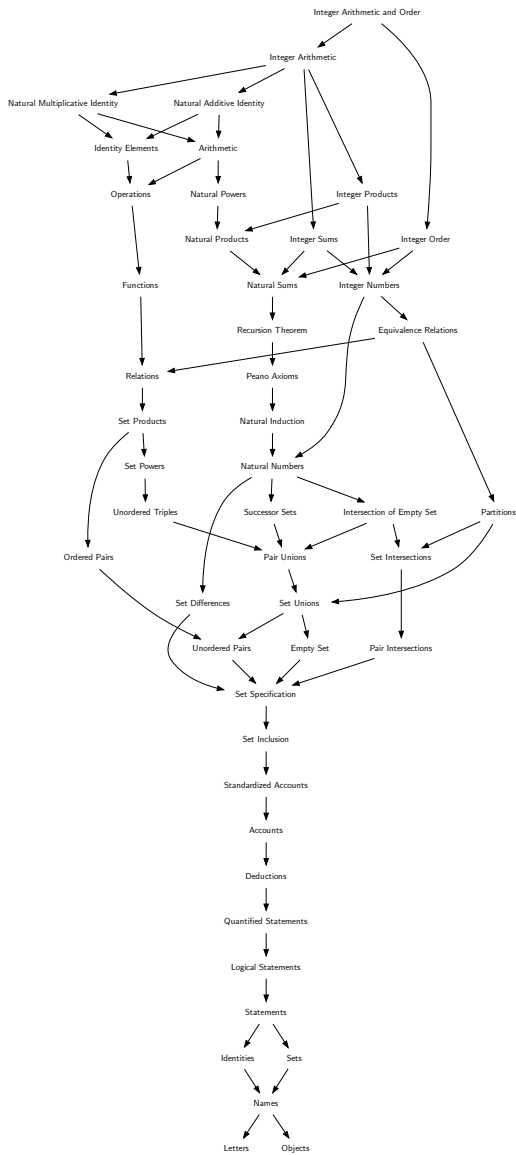 Integer Arithmetic and Order
Integer Arithmetic
Natural Multiplicative Identity
Natural Additive Identity
Identity Elements
Arithmetic
Operations
Natural Powers
Integer Products
Natural Products
Integer Sums
Integer Order
Functions
Natural Sums
Integer Numbers
Recursion Theorem
Equivalence Relations
Relations
Peano Axioms
Set Products
Natural Induction
Set Powers
Natural Numbers
Unordered Triples
Successor Sets
Intersection of Empty Set
Partitions
Ordered Pairs
Pair Unions
Set Intersections
Set Differences
Set Unions
Unordered Pairs
Empty Set
Pair Intersections
Set Specification
Set Inclusion
Standardized Accounts
Accounts
Deductions
Quantified Statements
Logical Statements
Statements
Identities
Sets
Names
Letters
Objects